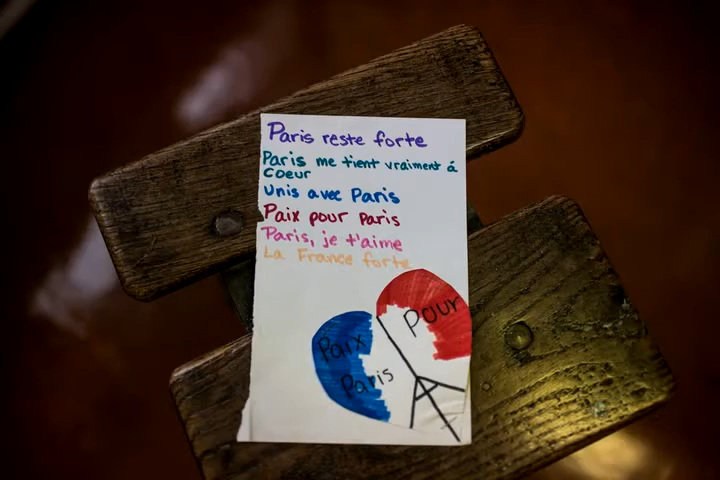 Paris reste forte
Paris me tient vraiment á
Coeur
Unis avec Paris
Paix pour Paris
Paris, je t'aime
La France forte
Paix Pour
Paris